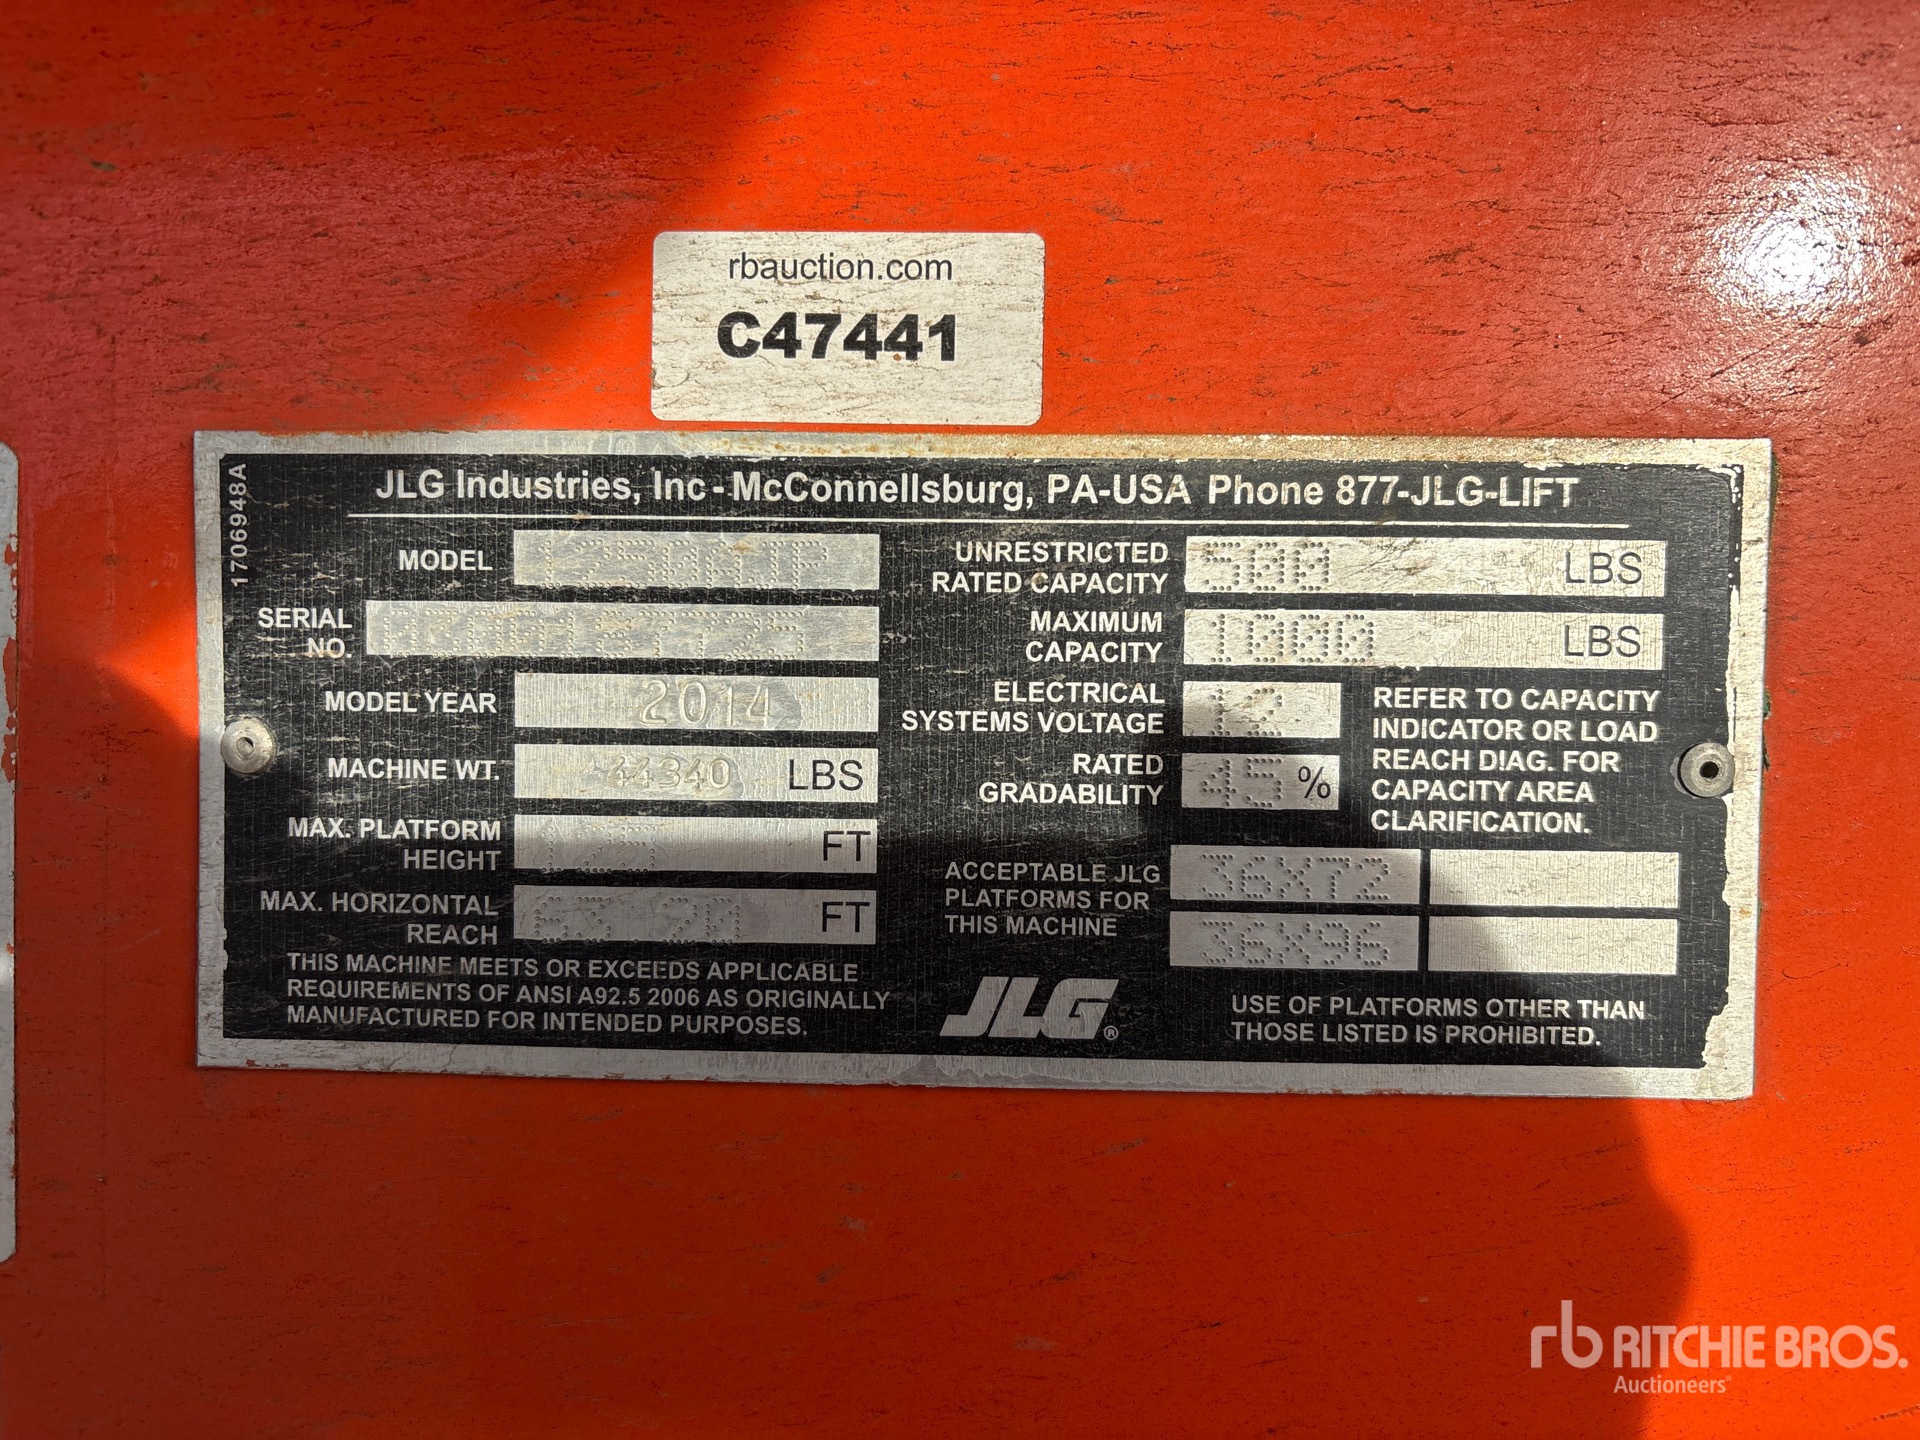 rbauction.com
C47441
1706948A
JLG Industries, Inc - McConnellsburg, PA-USA Phone 877-JLG-LIFT
MODEL 1250AJP
SERIAL
NO.
MODEL YEAR 2014
MACHINE WT. 44340 LBS
MAX. PLATFORM
HEIGHT FT
MAX. HORIZONTAL
REACH FT
THIS MACHINE MEETS OR EXCEEDS APPLICABLE
REQUIREMENTS OF ANSI A92.5 2006 AS ORIGINALLY
MANUFACTURED FOR INTENDED PURPOSES.
UNRESTRICTED
RATED CAPACITY 500 LBS
MAXIMUM
CAPACITY 1000 LBS
ELECTRICAL
SYSTEMS VOLTAGE 12
RATED
GRADABILITY 45 %
REFER TO CAPACITY
INDICATOR OR LOAD
REACH DIAG. FOR
CAPACITY AREA
CLARIFICATION.
ACCEPTABLE JLG
PLATFORMS FOR
THIS MACHINE
36X72
36X96
JLG®
USE OF PLATFORMS OTHER THAN
THOSE LISTED IS PROHIBITED.
rb RITCHIE BROS.
Auctioneers